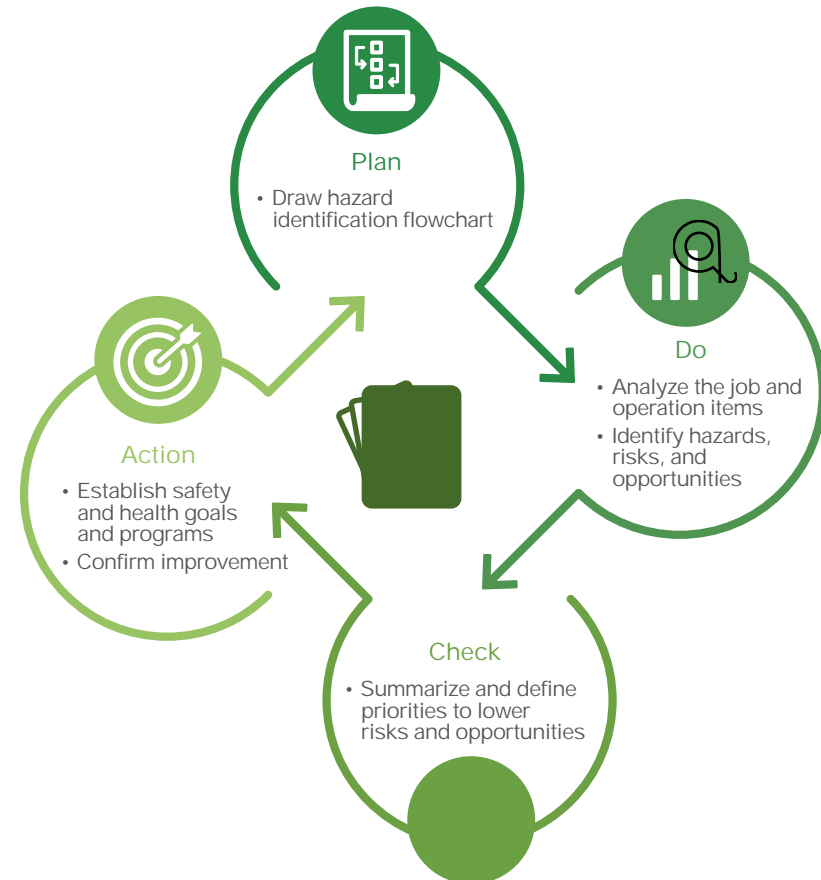 Plan
• Draw hazard
identification flowchart
Do
• Analyze the job and
operation items
• Identify hazards,
risks, and
opportunities
Check
• Summarize and define
priorities to lower
risks and opportunities
Action
• Establish safety
and health goals
and programs
• Confirm improvement